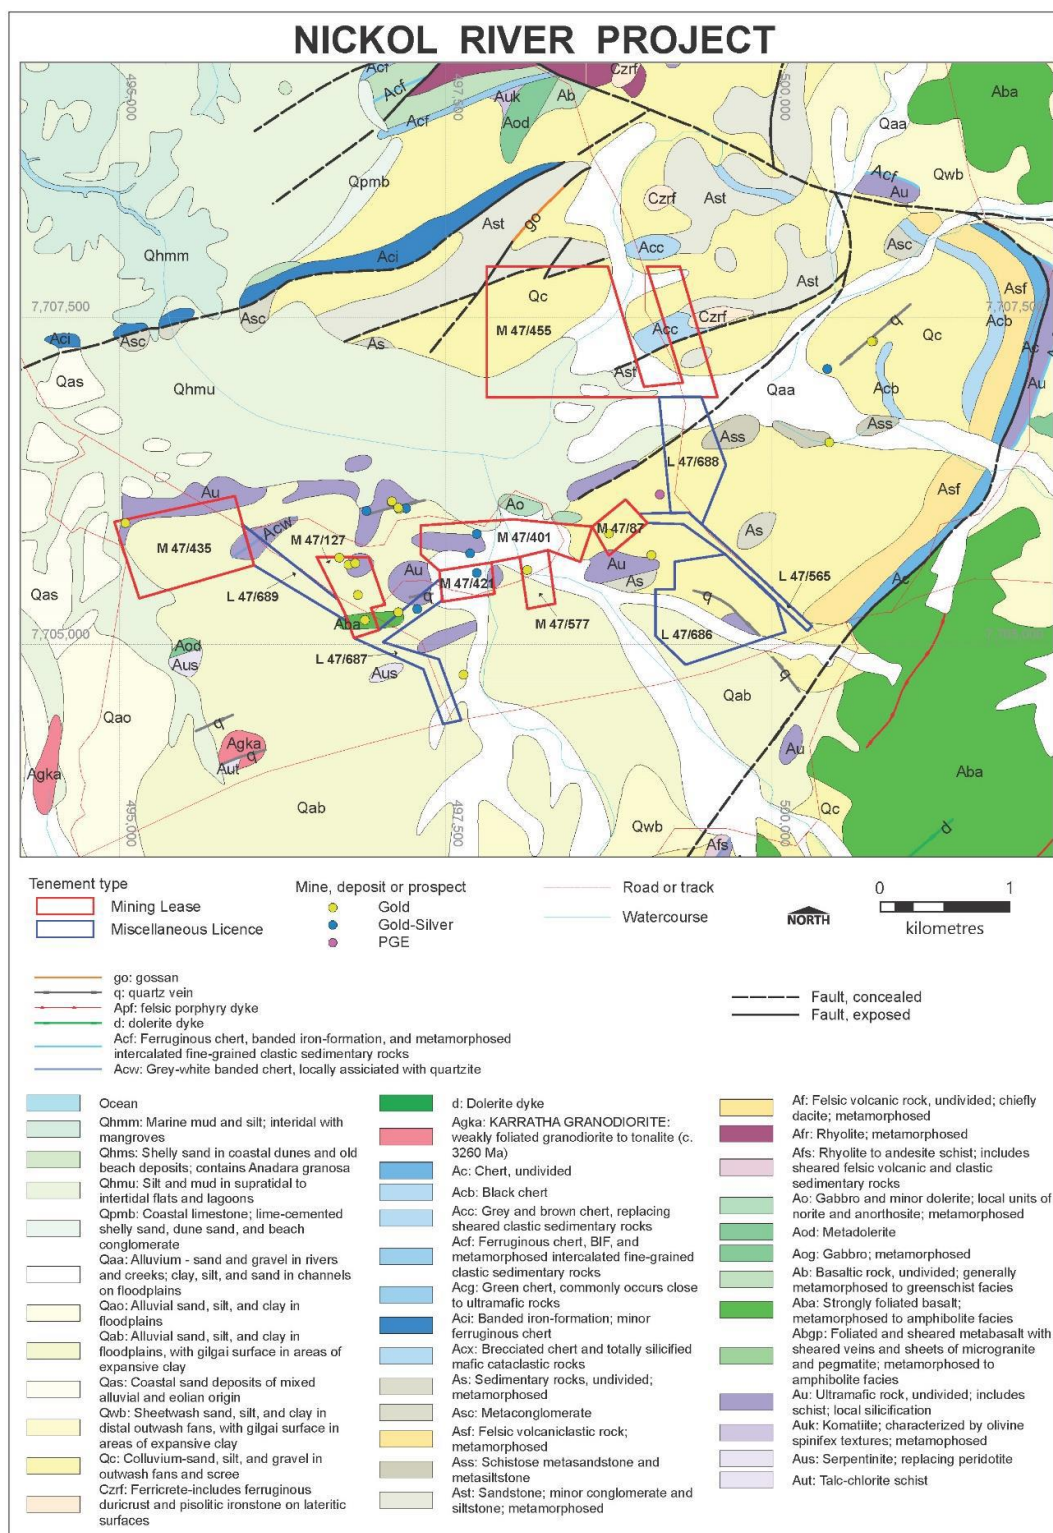 NICKOL RIVER PROJECT
Acf
Czrf
495,000
497,500
500,000
Acf
Auk
Ab
Aba
Acf
Aod
Qaa
Qpmb
Acf
Qwb
Au
Czrf
Ast
Ast
go
Qhmm
Aci
Acc
Asc
Ast
Asf
Qc
7,707,500
7,707,500
Asc
Czrf
Acb
M 47/455
Acc
q
Qc
Aci
Asc
As
Ac
Ast
Au
Qas
Qhmu
Qaa
Acb
Ass
Ass
L 47/688
Au
Asf
Ao
Acw
M 47/87
As
M 47/435
M 47/127
M 47/401
Au
Au
As
Ac
Qas
M 47/421
L 47/565
L 47/689
q
q
M 47/577
Aba
L 47/686
7,705,000
Aod
L 47/687
Aus
Aus
q
Qab
Qao
q
Agka
Au
Agka
Aut
q
Aba
Qab
Qc
495,000
497,500
Qwb
500,000
d
Afs
Tenement type
Mining Lease
Miscellaneous Licence
Mine, deposit or prospect
Gold
Gold-Silver
PGE
Road or track
Watercourse
NORTH
0 1
kilometres
go: gossan
q: quartz vein
Apf: felsic porphyry dyke
d: dolerite dyke
Acf: Ferruginous chert, banded iron-formation, and metamorphosed
intercalated fine-grained clastic sedimentary rocks
Acw: Grey-white banded chert, locally assiciated with quartzite
Fault, concealed
Fault, exposed
Ocean
Qhmm: Marine mud and silt; interidal with
mangroves
Qhms: Shelly sand in coastal dunes and old
beach deposits; contains Anadara granosa
Qhmu: Silt and mud in supratidal to
intertidal flats and lagoons
Qpmb: Coastal limestone; lime-cemented
shelly sand, dune sand, and beach
conglomerate
Qaa: Alluvium - sand and gravel in rivers
and creeks; clay, silt, and sand in channels
on floodplains
Qao: Alluvial sand, silt, and clay in
floodplains
Qab: Alluvial sand, silt, and clay in
floodplains, with gilgai surface in areas of
expansive clay
Qas: Coastal sand deposits of mixed
alluvial and eolian origin
Qwb: Sheetwash sand, silt, and clay in
distal outwash fans, with gilgai surface in
areas of expansive clay
Qc: Colluvium-sand, silt, and gravel in
outwash fans and scree
Czrf: Ferricrete-includes ferruginous
duricrust and pisolitic ironstone on lateritic
surfaces
d: Dolerite dyke
Agka: KARRATHA GRANODIORITE:
weakly foliated granodiorite to tonalite (c.
3260 Ma)
Ac: Chert, undivided
Acb: Black chert
Acc: Grey and brown chert, replacing
sheared clastic sedimentary rocks
Acf: Ferruginous chert, BIF, and
metamorphosed intercalated fine-grained
clastic sedimentary rocks
Acg: Green chert, commonly occurs close
to ultramafic rocks
Aci: Banded iron-formation; minor
ferruginous chert
Acx: Brecciated chert and totally silicified
mafic cataclastic rocks
As: Sedimentary rocks, undivided;
metamorphosed
Asc: Metaconglomerate
Asf: Felsic volcaniclastic rock;
metamorphosed
Ass: Schistose metasandstone and
metasiltstone
Ast: Sandstone; minor conglomerate and
siltstone; metamorphosed
Af: Felsic volcanic rock, undivided; chiefly
dacite; metamorphosed
Afr: Rhyolite; metamorphosed
Afs: Rhyolite to andesite schist; includes
sheared felsic volcanic and clastic
sedimentary rocks
Ao: Gabbro and minor dolerite; local units of
norite and anorthosite; metamorphosed
Aod: Metadolerite
Aog: Gabbro; metamorphosed
Ab: Basaltic rock, undivided; generally
metamorphosed to greenschist facies
Aba: Strongly foliated basalt;
metamorphosed to amphibolite facies
Abgp: Foliated and sheared metabasalt with
sheared veins and sheets of microgranite
and pegmatite; metamorphosed to
amphibolite facies
Au: Ultramafic rock, undivided; includes
schist; local silification
Auk: Komatiite; characterized by olivine
spinifex textures; metamophosed
Aus: Serpentinite; replacing peridotite
Aut: Talc-chlorite schist